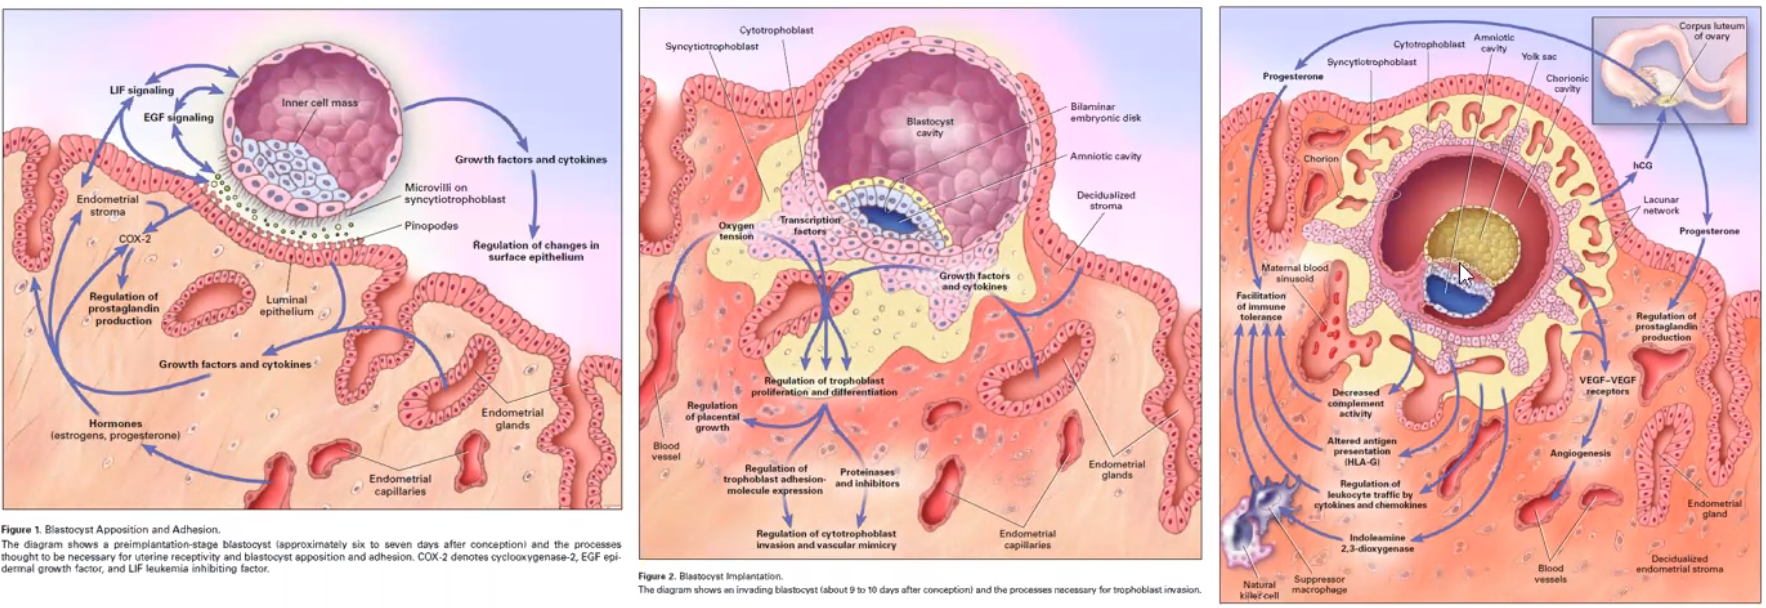 LIF signaling
EGF signaling
Inner cell mass
Growth factors and cytokines
Microvilli on
syncytiotrophoblast
Endometrial
stroma
Pinopodes
COX-2
Regulation of changes in
surface epithelium
Regulation of
prostaglandin
production
Luminal
epithelium
Growth factors and cytokines
Endometrial
glands
Hormones
(estrogens, progesterone)
Endometrial
capillaries
Figure 1. Blastocyst Apposition and Adhesion.
The diagram shows a preimplantation-stage blastocyst (approximately six to seven days after conception) and the processes
thought to be necessary for uterine receptivity and blastocyst apposition and adhesion. COX-2 denotes cyclooxygenase-2, EGF epi-
dermal growth factor, and LIF leukemia inhibiting factor.
Cytotrophoblast
Syncytiotrophoblast
Blastocyst
cavity
Bilaminar
embryonic disk
Amniotic cavity
Decidualized
stroma
Oxygen
tension
Transcription
factors
Growth factors
and cytokines
Regulation of trophoblast
proliferation and differentiation
Regulation
of placental
growth
Blood
vessel
Regulation of
trophoblast adhesion-
molecule expression
Proteinases
and inhibitors
Endometrial
glands
Regulation of cytotrophoblast
invasion and vascular mimicry
Endometrial
capillaries
Figure 2. Blastocyst Implantation.
The diagram shows an invading blastocyst (about 9 to 10 days after conception) and the processes necessary for trophoblast invasion.
Corpus luteum
of ovary
Amniotic
cavity
Cytotrophoblast
Yolk sac
Syncytiotrophoblast
Progesterone
Chorionic
cavity
Chorion
hCG
Lacunar
network
Progesterone
Maternal blood
sinusoid
Facilitation
of immune
tolerance
Regulation of
prostaglandin
production
Decreased
complement
activity
VEGF–VEGF
receptors
Altered antigen
presentation
(HLA-G)
Angiogenesis
Regulation of
leukocyte traffic by
cytokines and chemokines
Endometrial
gland
Indoleamine
2,3-dioxygenase
Natural
killer cell
Suppressor
macrophage
Blood
vessels
Decidualized
endometrial stroma